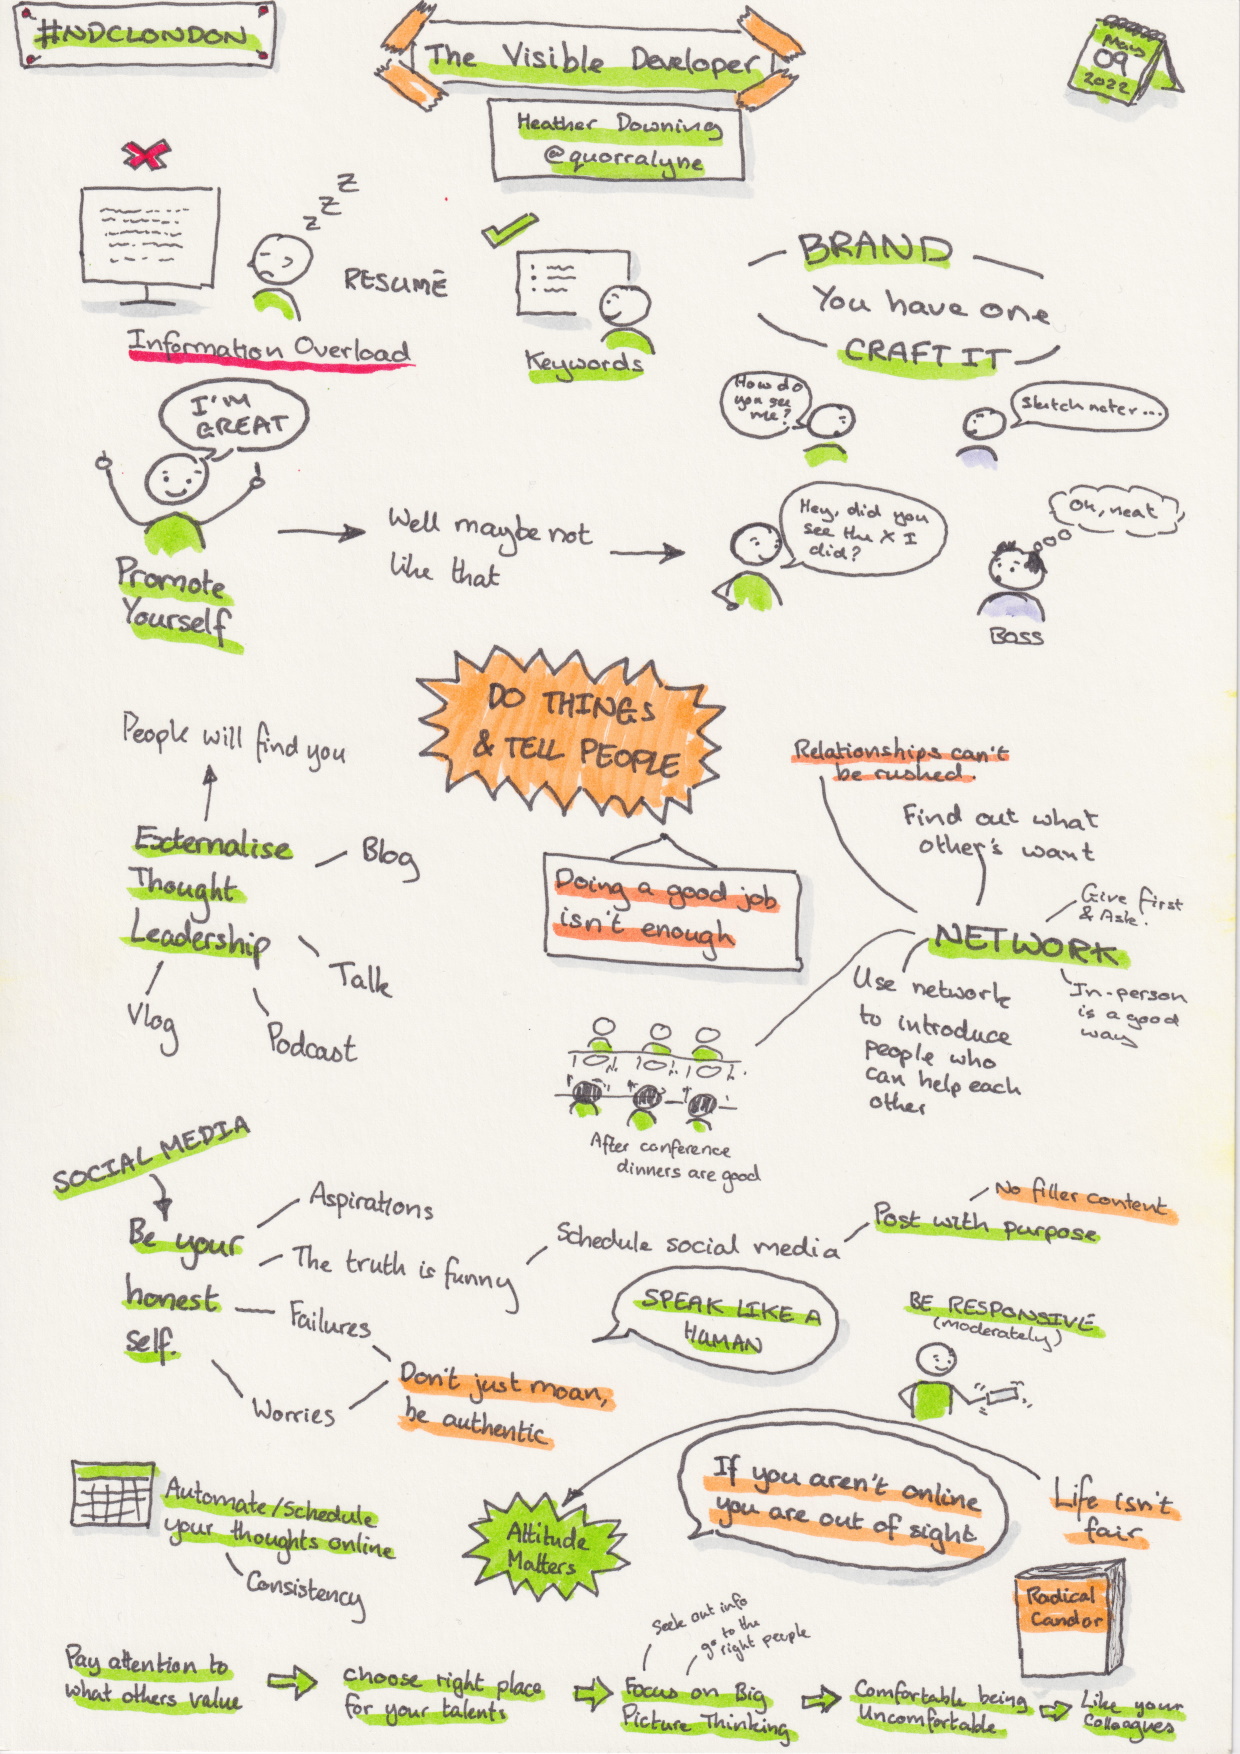 #NDCLONDON
The Visible Developer
Heather Downing
@quorralyne
May
09
2022
z z z
RESUMÉ
Information Overload
Keywords
BRAND
You have one
CRAFT IT
How do
you see
me?
Sketchnoter...
I'M
GREAT
Promote
Yourself
Well maybe not
like that
Hey, did you
see the X I
did?
Oh, neat
Boss
DO THINGS
& TELL PEOPLE
People will find you
Externalise
Thought
Leadership
Blog
Talk
Podcast
Vlog
Doing a good job
isn't enough
Relationships can't
be rushed.
Find out what
other's want
Give first
& Ask!
NETWORK
In-person
is a good
way
Use network
to introduce
people who
can help each
other
After conference
dinners are good
SOCIAL MEDIA
Be your
honest
self.
Aspirations
The truth is funny
Failures
Worries
Don't just moan,
be authentic
Schedule social media
Post with purpose
No filler content
SPEAK LIKE A
HUMAN
BE RESPONSIVE
(moderately)
Automate/Schedule
your thoughts online
Consistency
Attitude
Matters
If you aren't online
you are out of sight
Life isn't
fair
Radical
Candor
Pay attention to
what others value
Choose right place
for your talents
Seek out info
go to the
right people
Focus on Big
Picture Thinking
Comfortable being
Uncomfortable
Like your
Colleagues